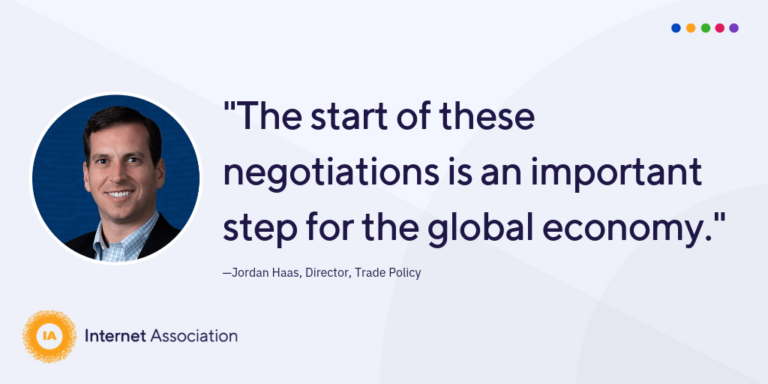 "The start of these
negotiations is an important
step for the global economy."
—Jordan Haas, Director, Trade Policy
IA
Internet Association